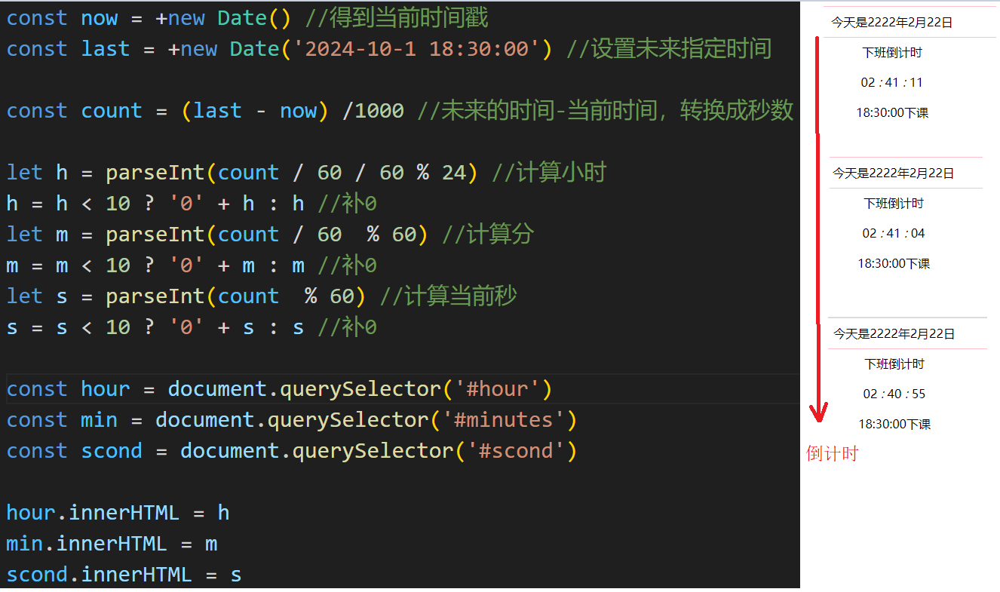 const now = +new Date() //得到当前时间戳
const last = +new Date('2024-10-1 18:30:00') //设置未来指定时间
const count = (last - now) /1000 //未来的时间-当前时间，转换成秒数
let h = parseInt(count / 60 / 60 % 24) //计算小时
h = h < 10 ? '0' + h : h //补0
let m = parseInt(count / 60  % 60) //计算分
m = m < 10 ? '0' + m : m //补0
let s = parseInt(count  % 60) //计算当前秒
s = s < 10 ? '0' + s : s //补0
const hour = document.querySelector('#hour')
const min = document.querySelector('#minutes')
const scond = document.querySelector('#scond')
hour.innerHTML = h
min.innerHTML = m
scond.innerHTML = s
今天是2222年2月22日
下班倒计时
02 : 41 : 11
18:30:00下课
今天是2222年2月22日
下班倒计时
02 : 41 : 04
18:30:00下课
今天是2222年2月22日
下班倒计时
02 : 40 : 55
18:30:00下课
倒计时